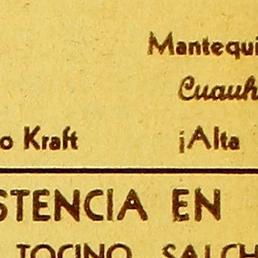 Mantequi
Cuauh
o Kraft ¡Alta
STENCIA EN
TOCINO, SALCH